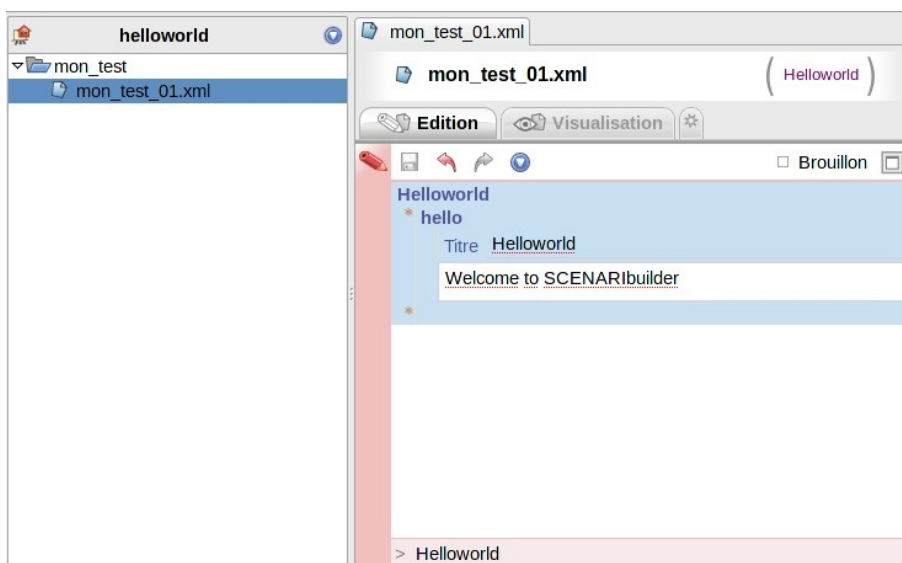 helloworld
mon_test
mon_test_01.xml
mon_test_01.xml
mon_test_01.xml
(Helloworld)
Edition
Visualisation
Brouillon
Helloworld
* hello
Titre Helloworld
Welcome to SCENARIbuilder
*
> Helloworld